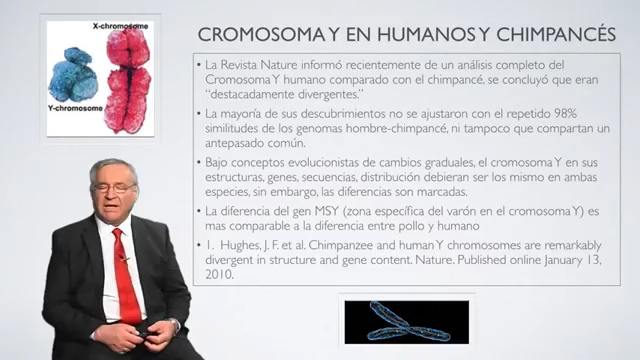 X-chromosome
Y-chromosome
CROMOSOMA Y EN HUMANOS Y CHIMPANCÉS
• La Revista Nature informó recientemente de un análisis completo del
Cromosoma Y humano comparado con el chimpancé, se concluyó que eran
“destacadamente divergentes.”
• La mayoría de sus descubrimientos no se ajustaron con el repetido 98%
similitudes de los genomas hombre-chimpancé, ni tampoco que compartan un
antepasado común.
• Bajo conceptos evolucionistas de cambios graduales, el cromosoma Y en sus
estructuras, genes, secuencias, distribución debieran ser los mismo en ambas
especies, sin embargo, las diferencias son marcadas.
• La diferencia del gen MSY (zona específica del varón en el cromosoma Y) es
mas comparable a la diferencia entre pollo y humano
• 1. Hughes, J. F. et al. Chimpanzee and human Y chromosomes are remarkably
divergent in structure and gene content. Nature. Published online January 13,
2010.